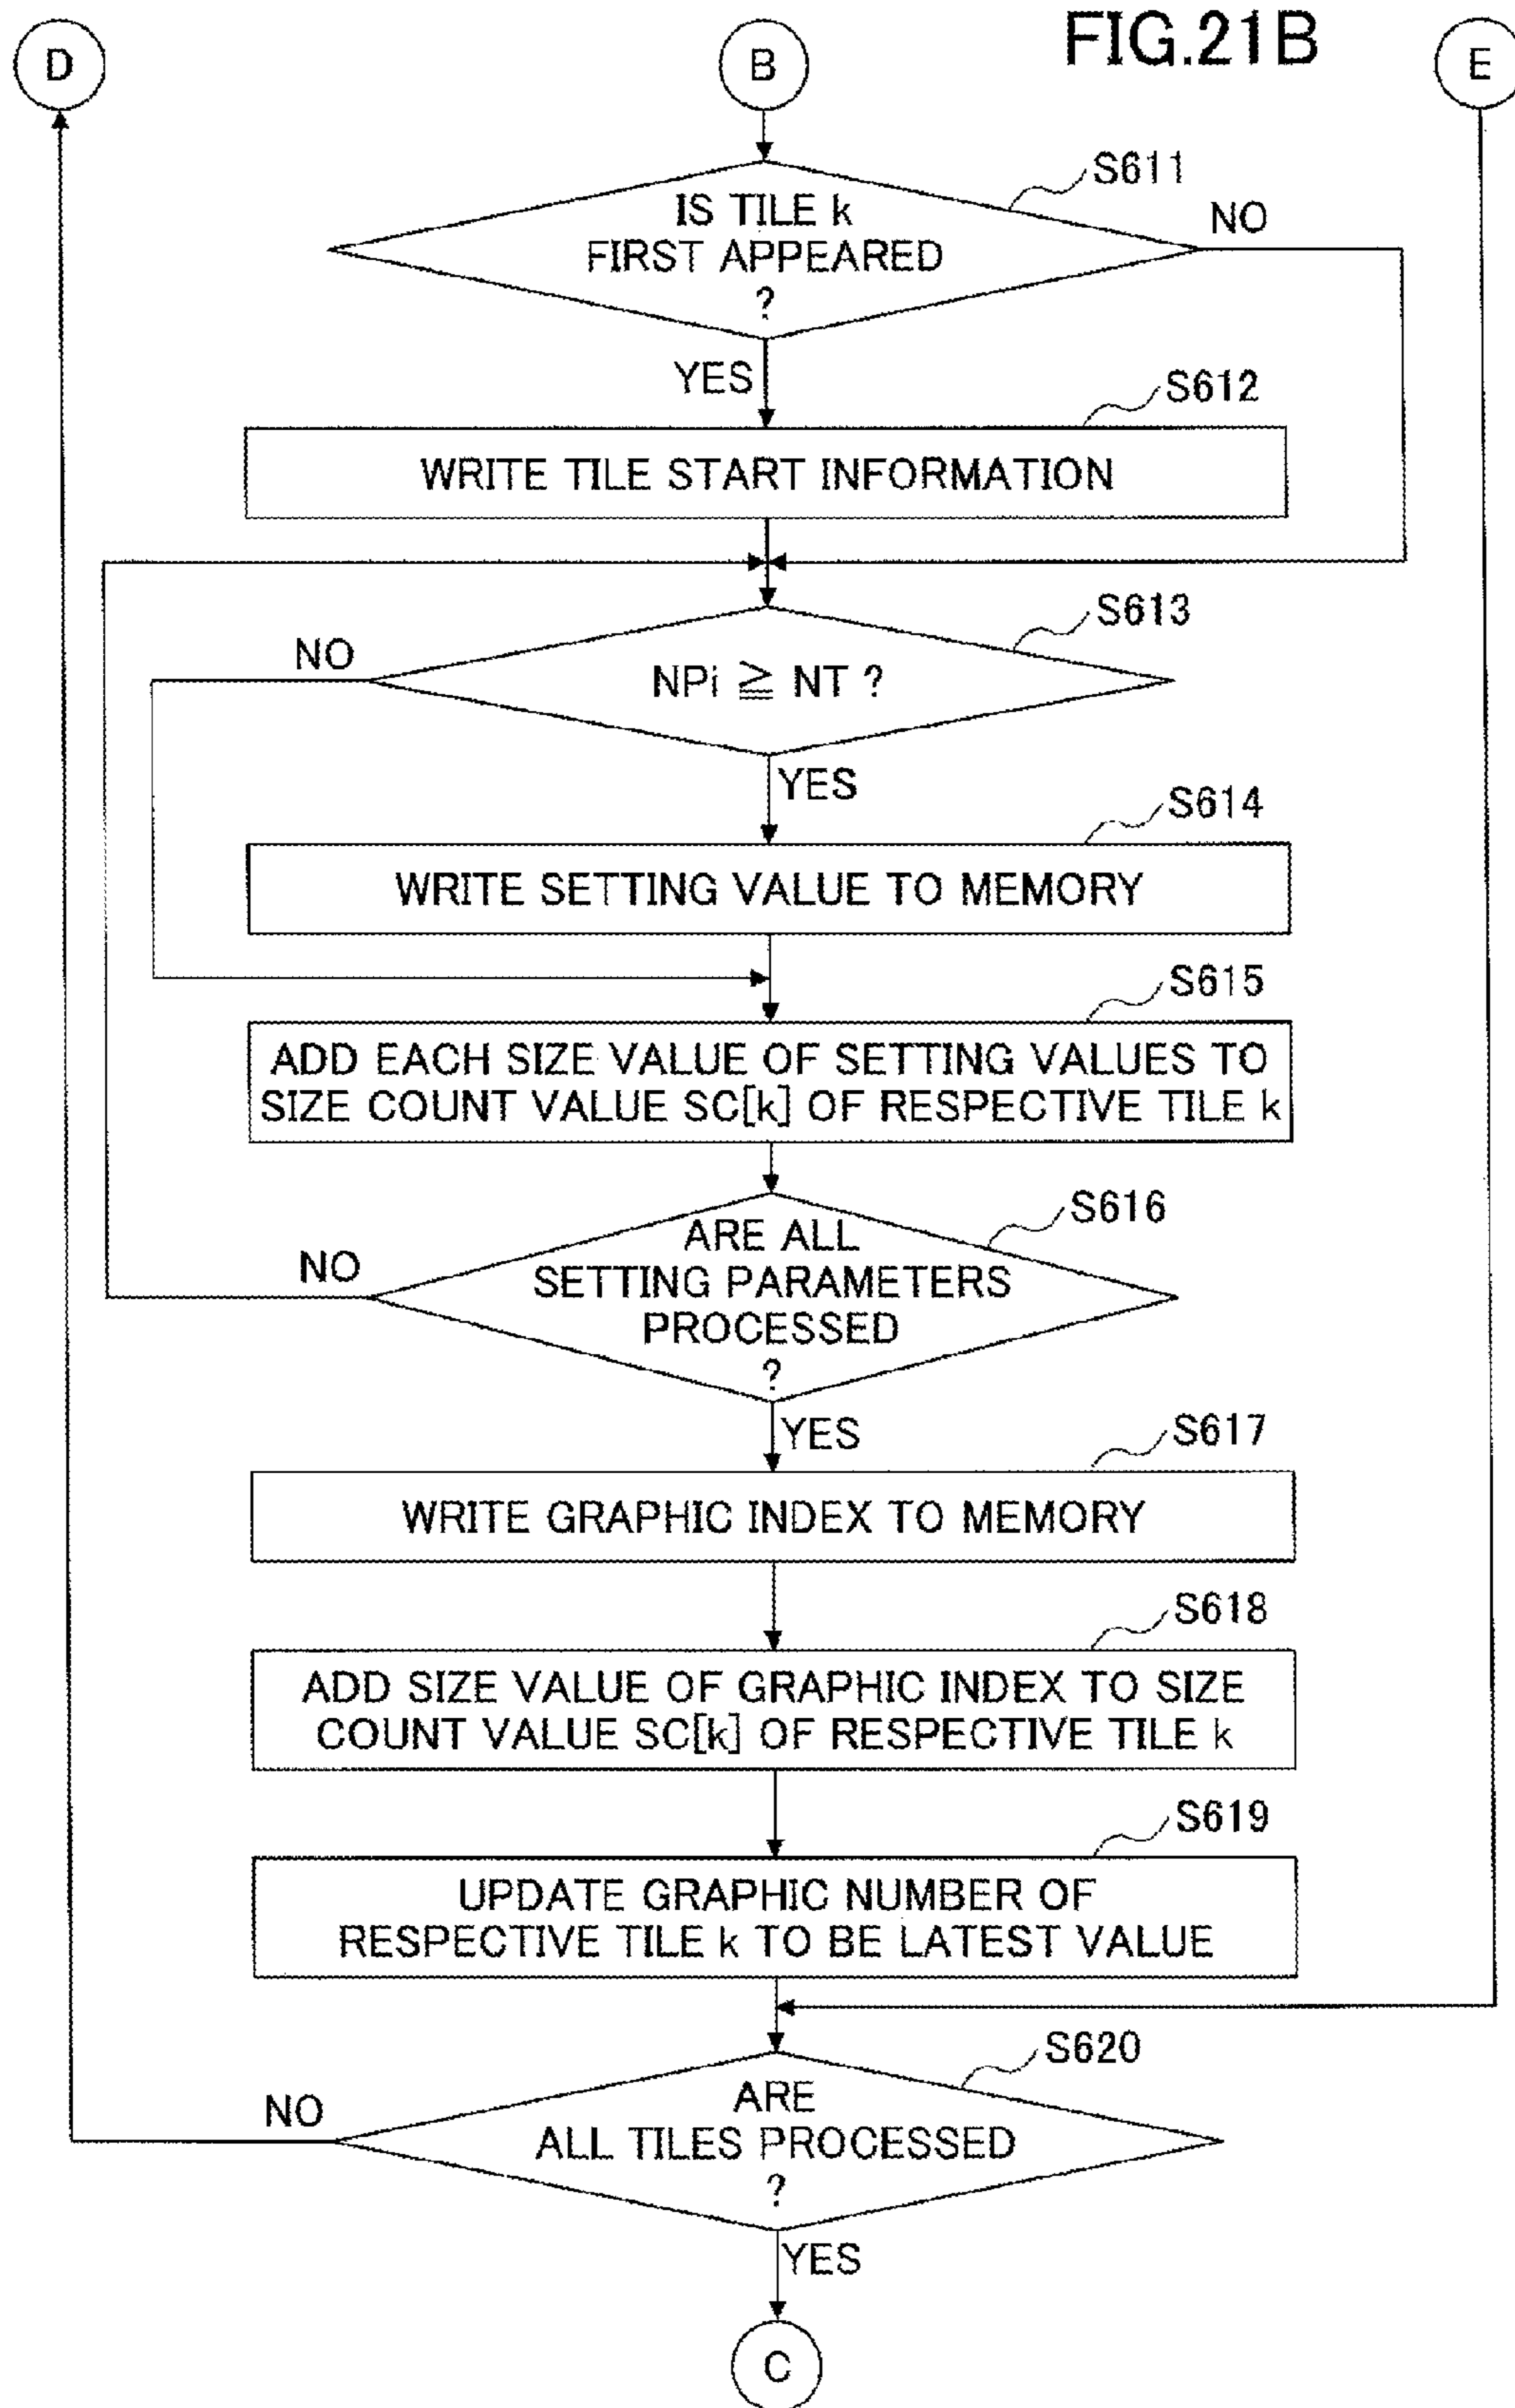 FIG.21B
D
B
E
S611
IS TILE k
FIRST APPEARED
?
NO
YES
S612
WRITE TILE START INFORMATION
S613
NO
NPi ≧ NT ?
YES
S614
WRITE SETTING VALUE TO MEMORY
S615
ADD EACH SIZE VALUE OF SETTING VALUES TO
SIZE COUNT VALUE SC[k] OF RESPECTIVE TILE k
S616
ARE ALL
SETTING PARAMETERS
PROCESSED
?
NO
YES
S617
WRITE GRAPHIC INDEX TO MEMORY
S618
ADD SIZE VALUE OF GRAPHIC INDEX TO SIZE
COUNT VALUE SC[k] OF RESPECTIVE TILE k
S619
UPDATE GRAPHIC NUMBER OF
RESPECTIVE TILE k TO BE LATEST VALUE
S620
NO
ARE
ALL TILES PROCESSED
?
YES
C